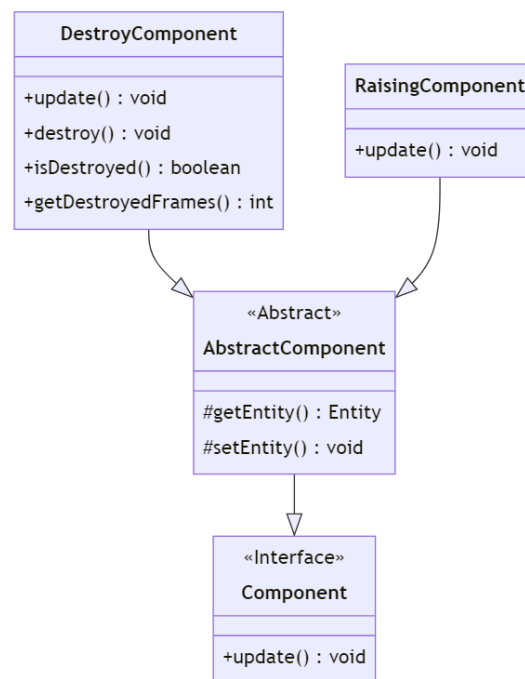 DestroyComponent
+update() : void
+destroy() : void
+isDestroyed() : boolean
+getDestroyedFrames() : int
RaisingComponent
+update() : void
«Abstract»
AbstractComponent
#getEntity() : Entity
#setEntity() : void
«Interface»
Component
+update() : void